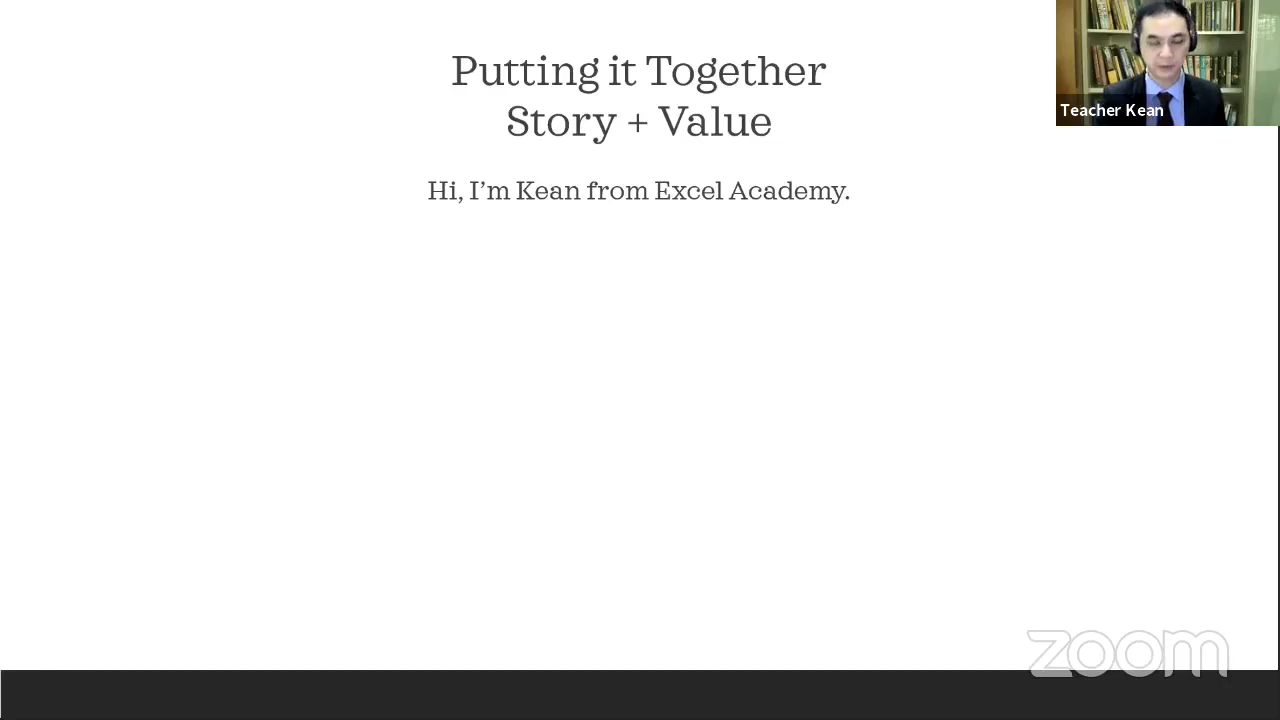 Putting it Together
Story + Value
Hi, I’m Kean from Excel Academy.
Teacher Kean
zoom